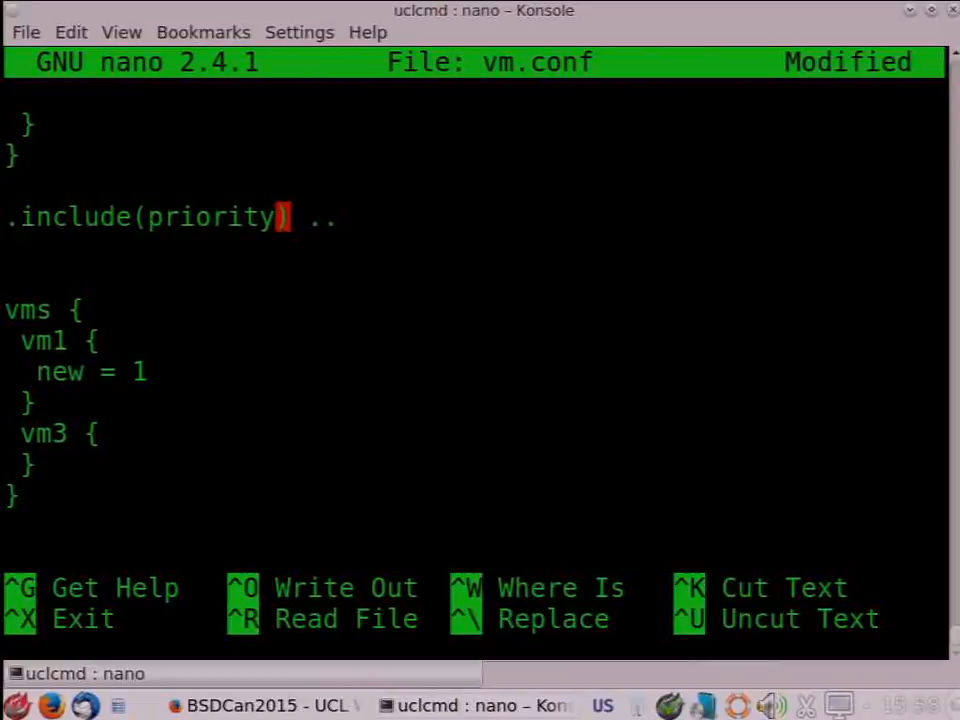 uclcmd : nano – Konsole
File Edit View Bookmarks Settings Help
GNU nano 2.4.1 File: vm.conf Modified
}
}
.include(priority) ..
vms {
vm1 {
new = 1
}
vm3 {
}
}
^G Get Help ^O Write Out ^W Where Is ^K Cut Text
^X Exit ^R Read File ^\ Replace ^U Uncut Text
uclcmd : nano
BSDCan2015 - UCL uclcmd : nano – Kon US 15:58